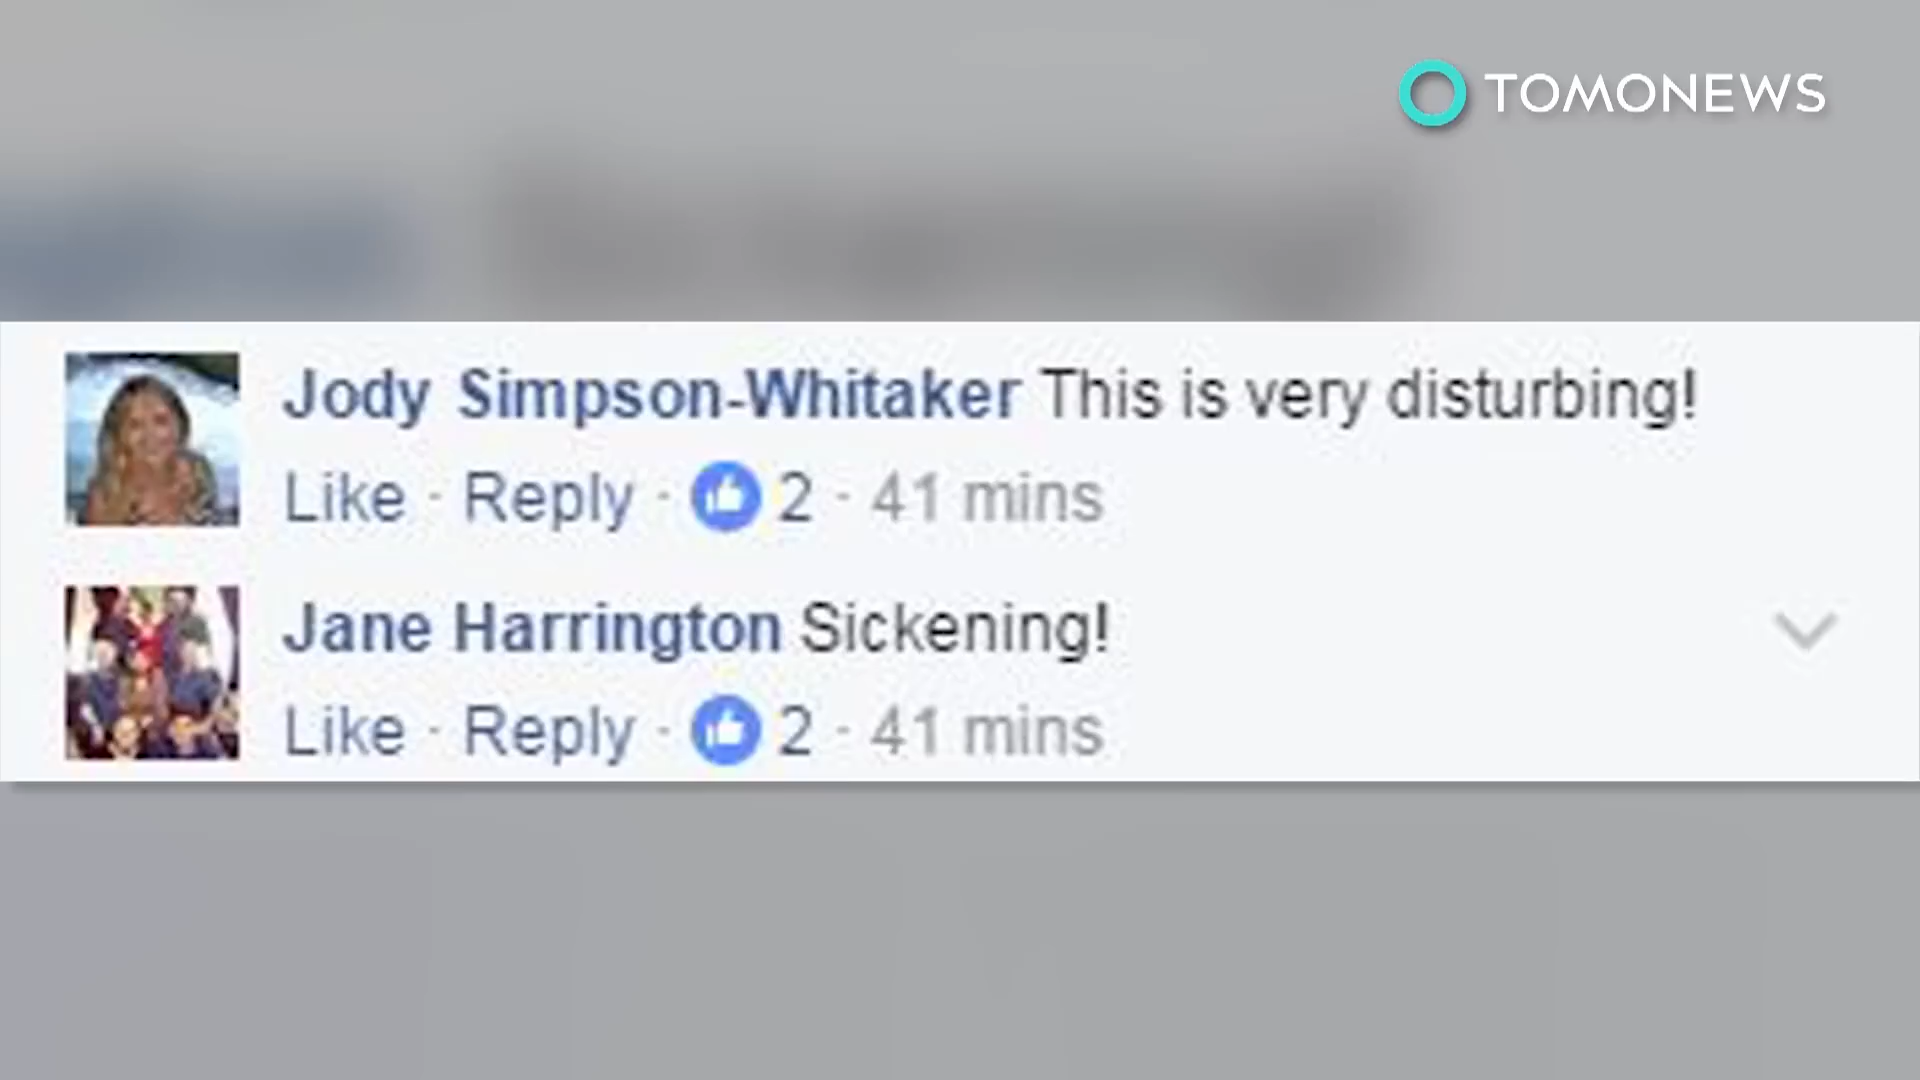 TOMONEWS
Jody Simpson-Whitaker This is very disturbing!
Like · Reply · 2 · 41 mins
Jane Harrington Sickening!
Like · Reply · 2 · 41 mins